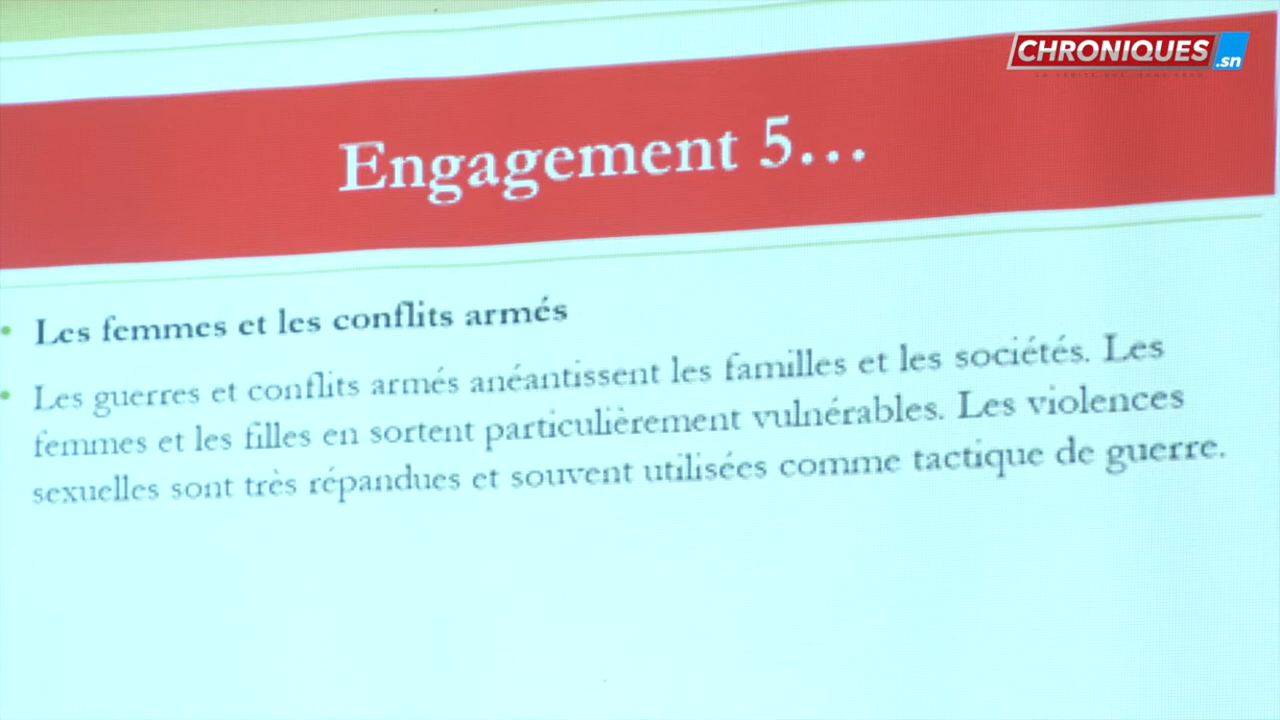 CHRONIQUES.sn
Engagement 5...
• Les femmes et les conflits armés
• Les guerres et conflits armés anéantissent les familles et les sociétés. Les
femmes et les filles en sortent particulièrement vulnérables. Les violences
sexuelles sont très répandues et souvent utilisées comme tactique de guerre.